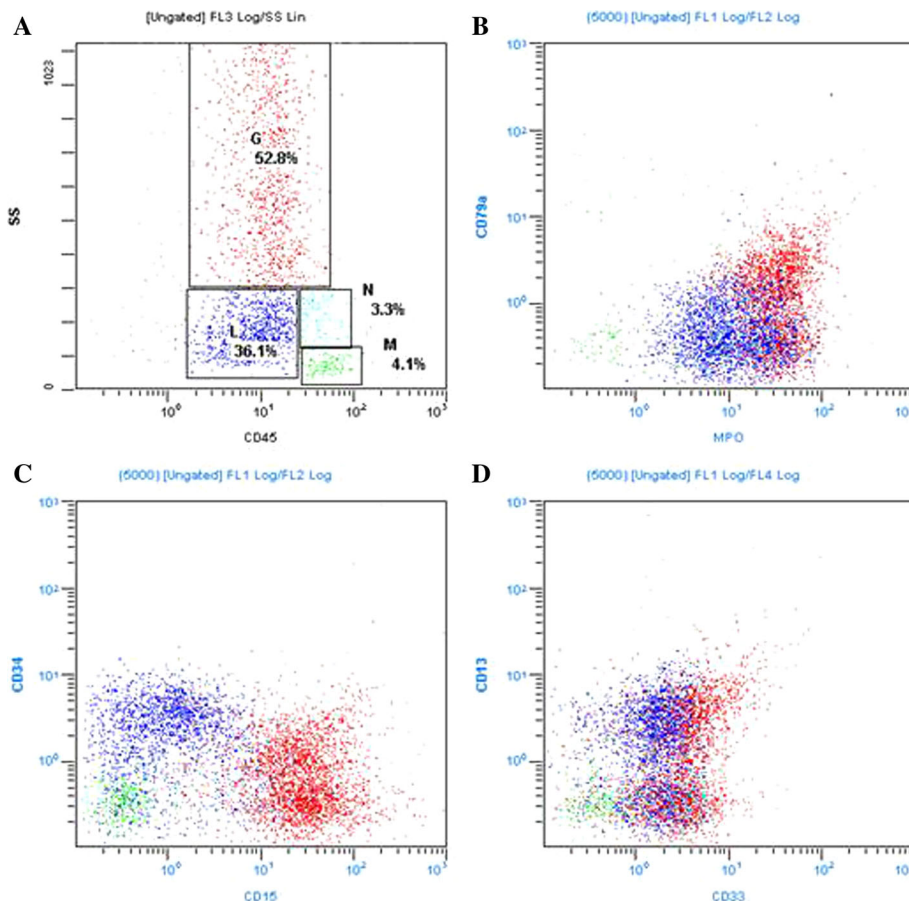 A
[Ungated] FL3 Log/SS Lin
1023
SS
0
G
52.8%
L
36.1%
N
3.3%
M
4.1%
10⁰ 10¹ 10² 10³
CD45
B
(5000) [Ungated] FL1 Log/FL2 Log
10³
10²
10¹
10⁰
CD79a
10⁰ 10¹ 10² 10³
MPO
C
(5000) [Ungated] FL1 Log/FL2 Log
10³
10²
10¹
10⁰
CD34
10⁰ 10¹ 10² 10³
CD15
D
(5000) [Ungated] FL1 Log/FL4 Log
10³
10²
10¹
10⁰
CD13
10⁰ 10¹ 10² 10³
CD33